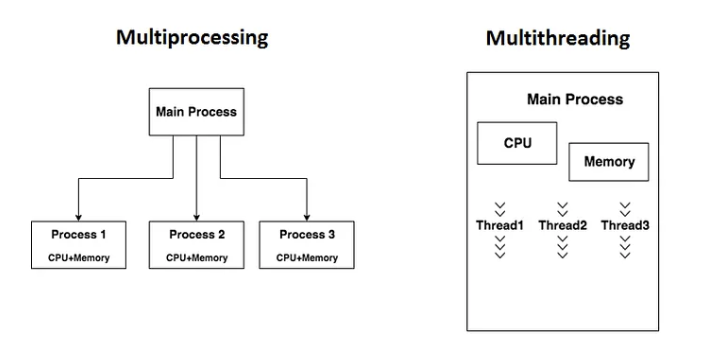 Multiprocessing
Main Process
Process 1
CPU+Memory
Process 2
CPU+Memory
Process 3
CPU+Memory
Multithreading
Main Process
CPU
Memory
Thread1
Thread2
Thread3